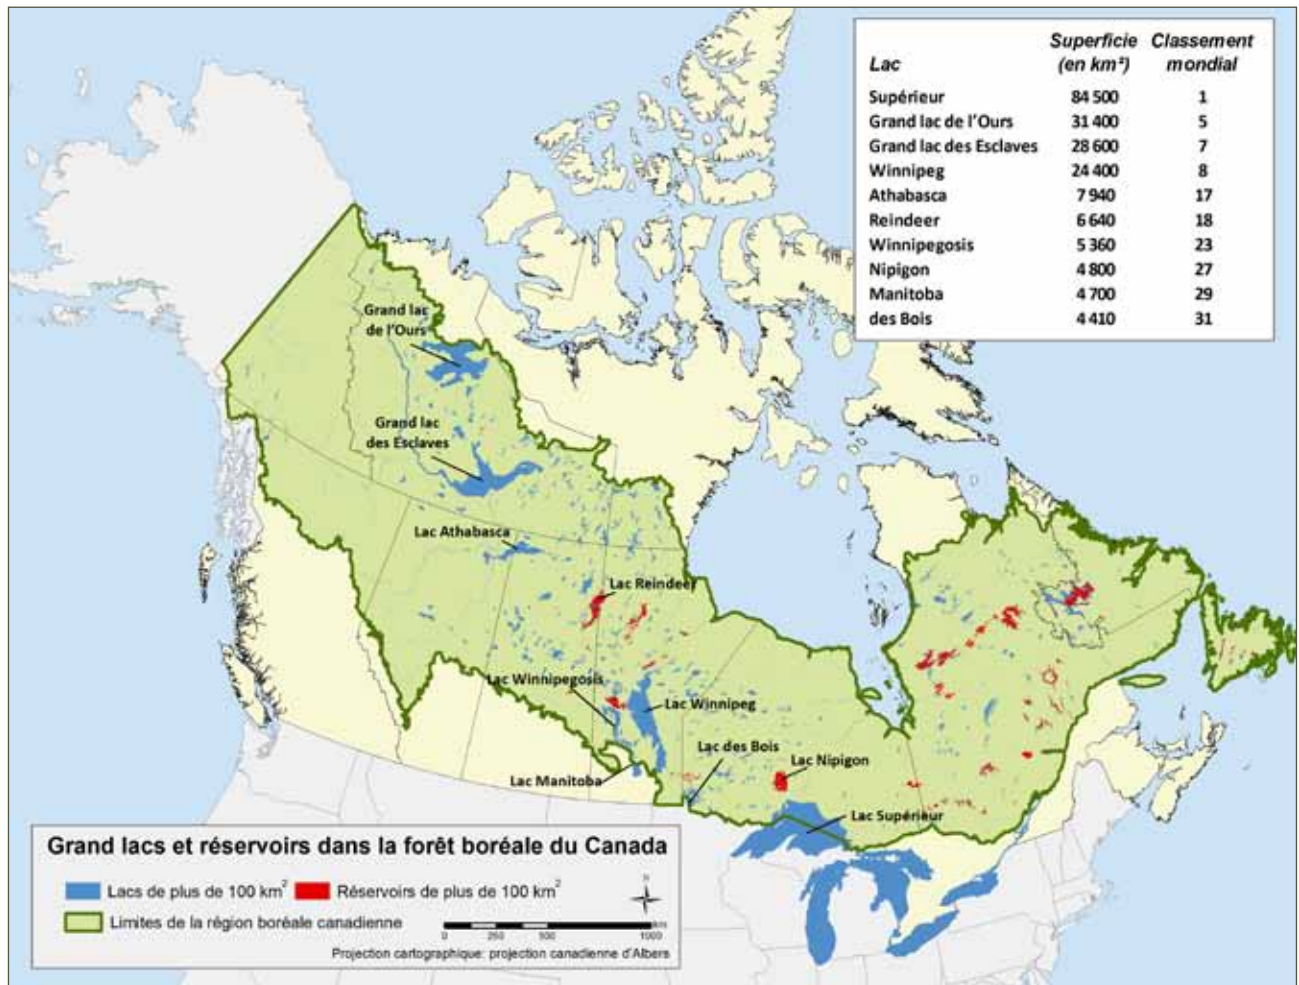 Superficie Classement
Lac (en km²) mondial
Supérieur 84 500 1
Grand lac de l'Ours 31 400 5
Grand lac des Esclaves 28 600 7
Winnipeg 24 400 8
Athabasca 7 940 17
Reindeer 6 640 18
Winnipegosis 5 360 23
Nipigon 4 800 27
Manitoba 4 700 29
des Bois 4 410 31
Grand lac
de l'Ours
Grand lac
des Esclaves
Lac Athabasca
Lac Reindeer
Lac Winnipegosis
Lac Winnipeg
Lac des Bois
Lac Nipigon
Lac Manitoba
Lac Supérieur
Grand lacs et réservoirs dans la forêt boréale du Canada
Lacs de plus de 100 km² Réservoirs de plus de 100 km²
N
Limites de la région boréale canadienne
km
0 250 500 1000
Projection cartographique: projection canadienne d'Albers